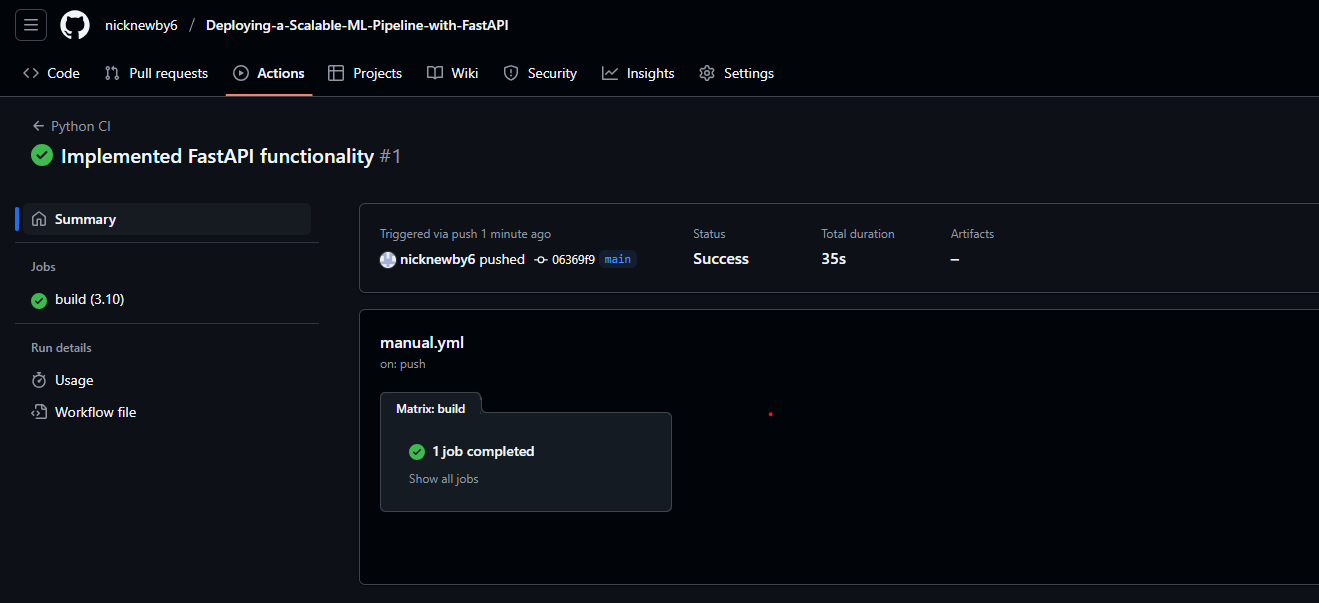 nicknewby6 / Deploying-a-Scalable-ML-Pipeline-with-FastAPI
Code Pull requests Actions Projects Wiki Security Insights Settings
Python CI
Implemented FastAPI functionality #1
Summary
Jobs
build (3.10)
Run details
Usage
Workflow file
Triggered via push 1 minute ago
nicknewby6 pushed 06369f9 main
Status
Success
Total duration
35s
Artifacts
–
manual.yml
on: push
Matrix: build
1 job completed
Show all jobs